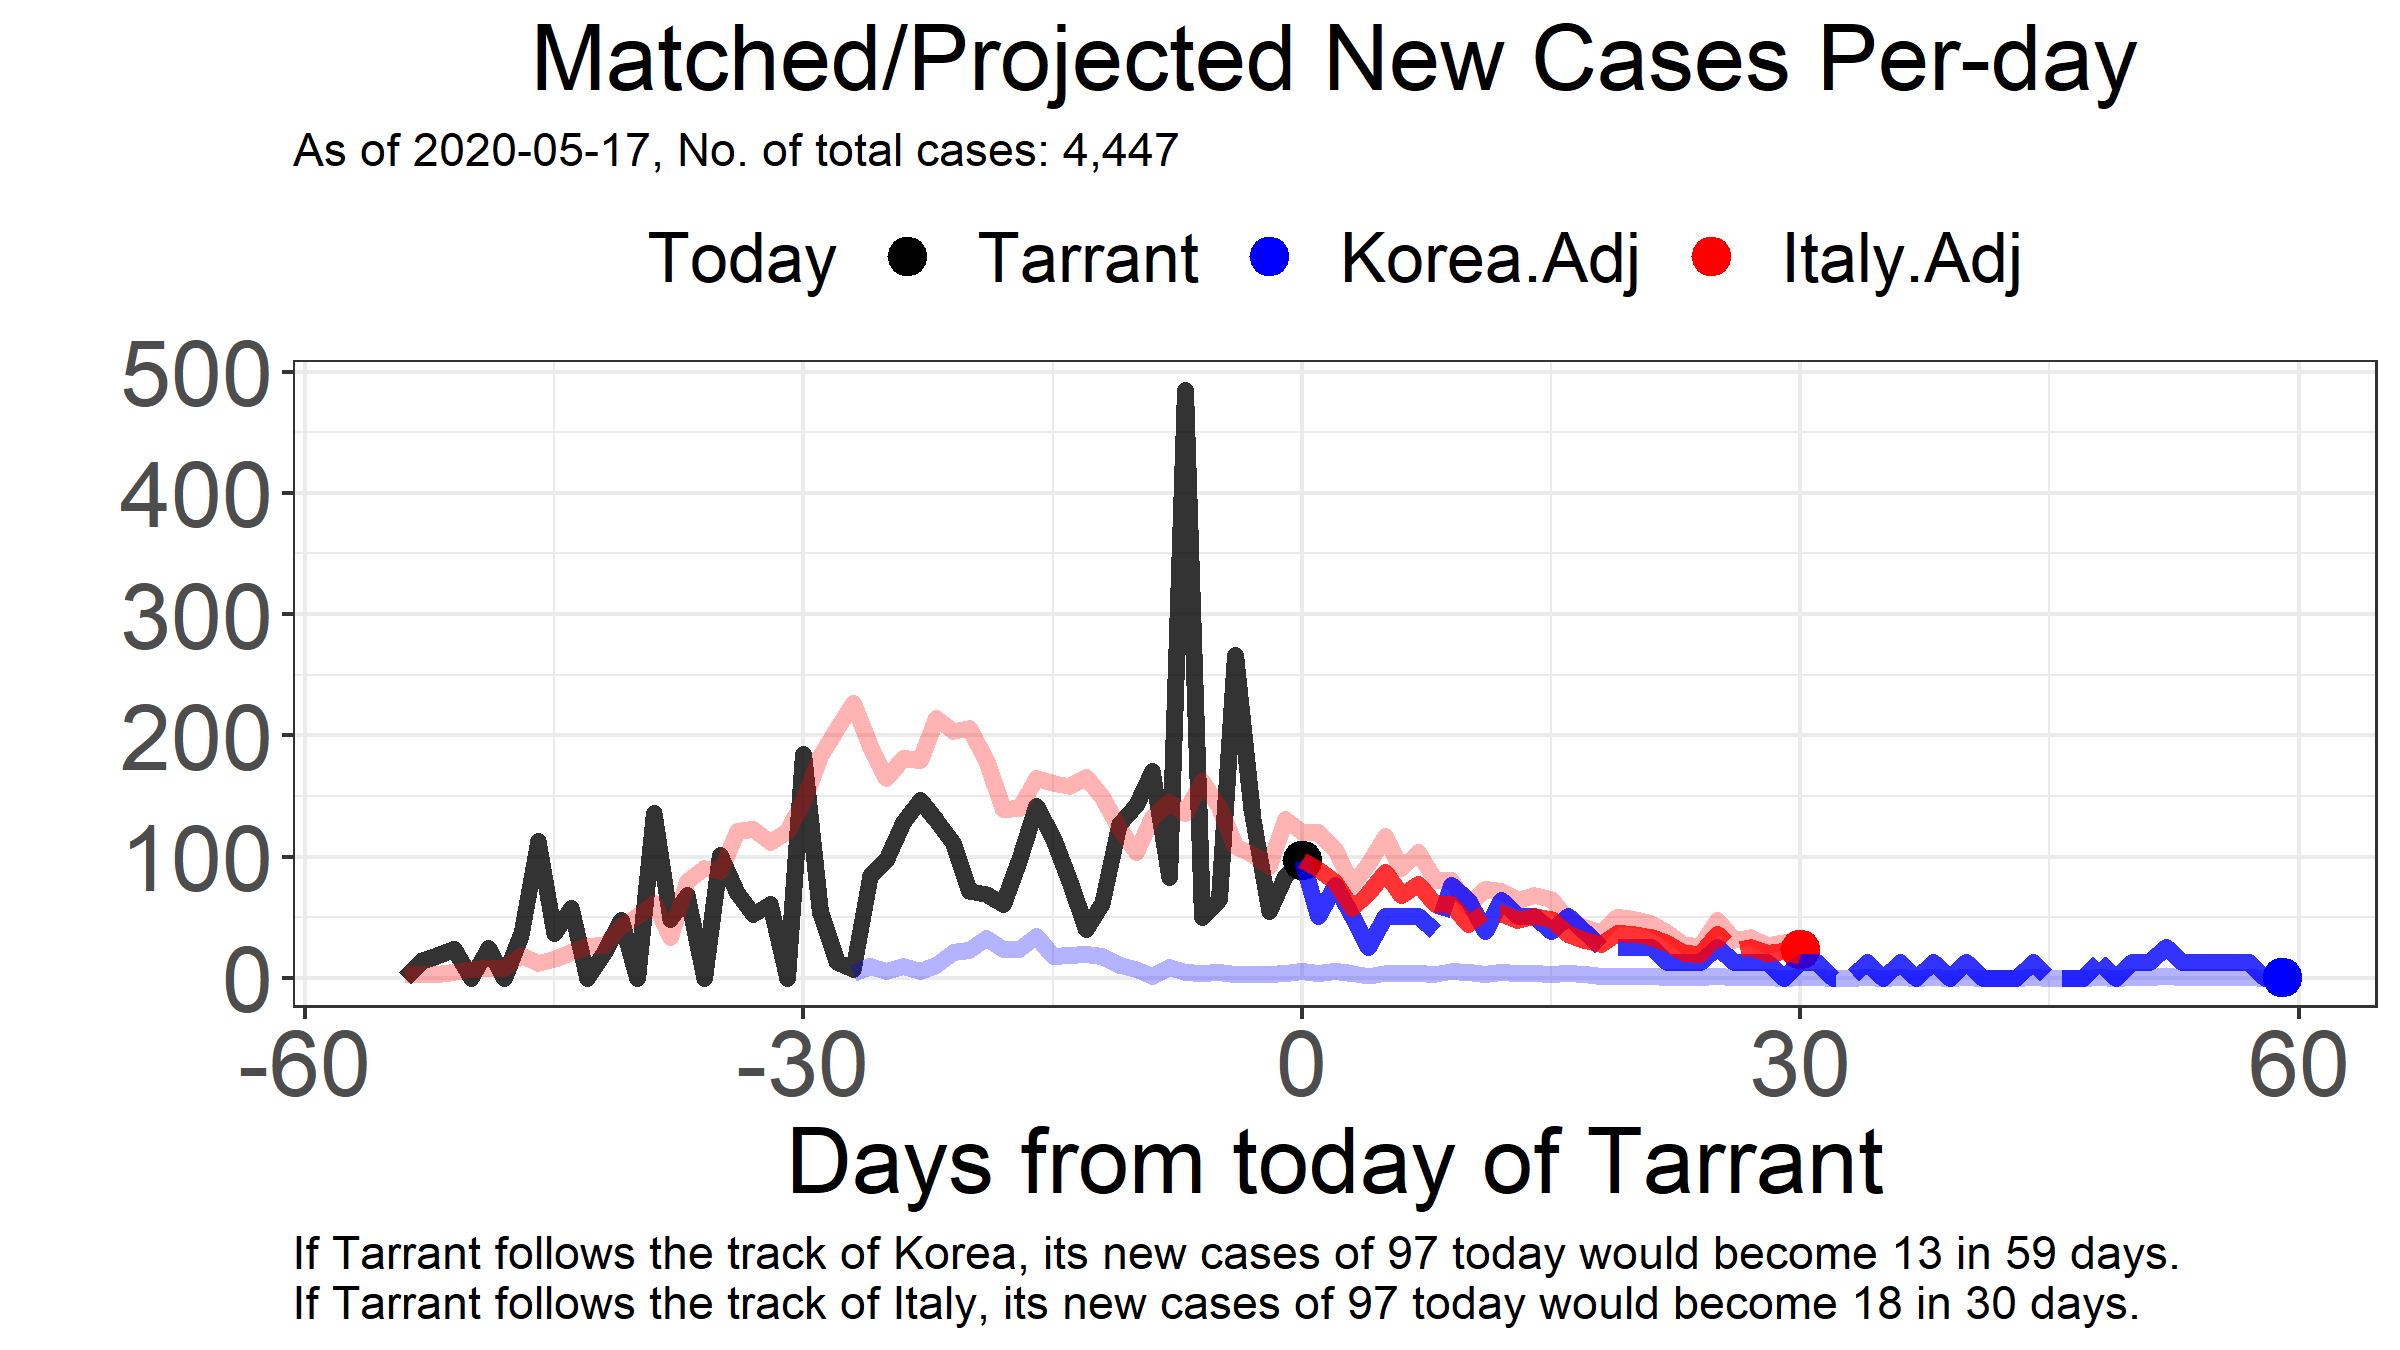 Matched/Projected New Cases Per-day
As of 2020-05-17, No. of total cases: 4,447
Today Tarrant Korea.Adj Italy.Adj
500
400
300
200
100
0
-60 -30 0 30 60
Days from today of Tarrant
If Tarrant follows the track of Korea, its new cases of 97 today would become 13 in 59 days.
If Tarrant follows the track of Italy, its new cases of 97 today would become 18 in 30 days.